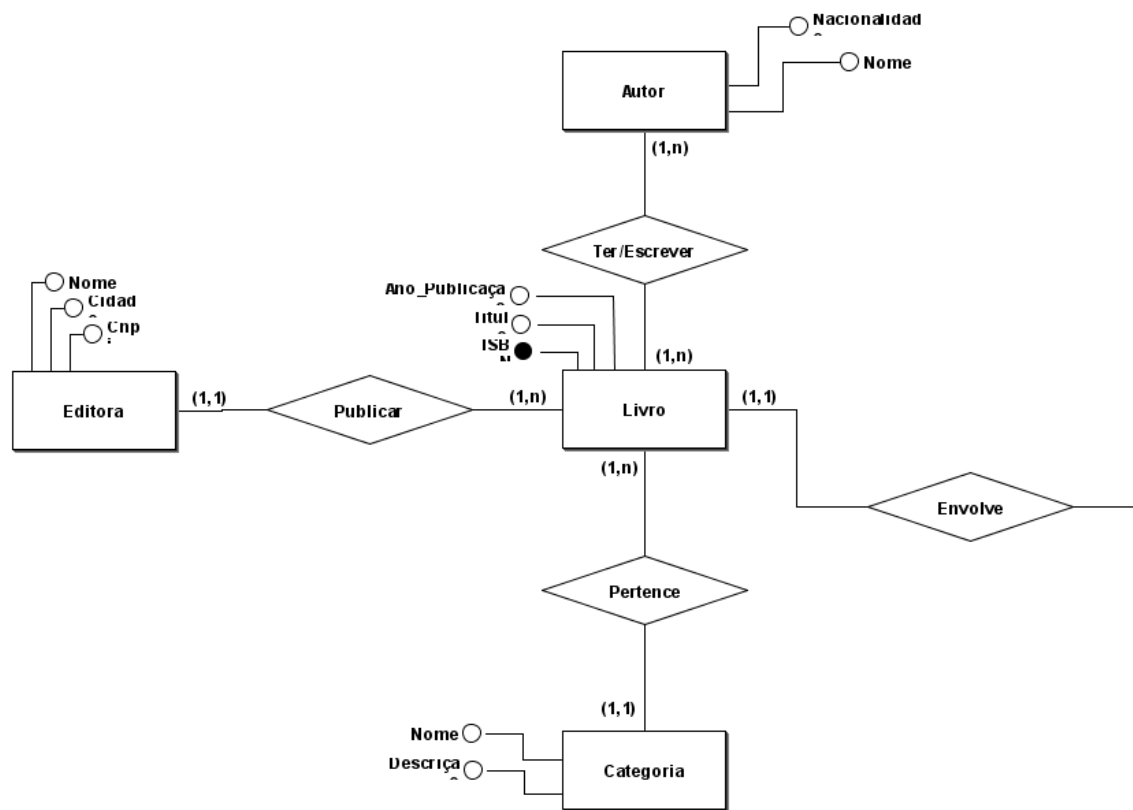 Nacionalidad
Nome
Autor
(1,n)
Ter/Escrever
Nome
Cidad
Cnp
Ano_Publicaça
Titul
ISB
N
(1,n)
Editora
(1,1)
Publicar
(1,n)
Livro
(1,1)
(1,n)
Envolve
Pertence
(1,1)
Nome
Descriça
Categoria